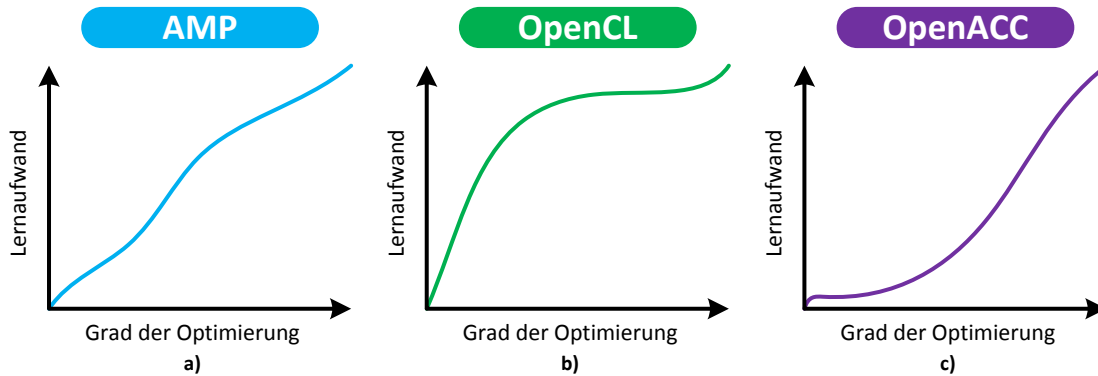 AMP
Lernaufwand
Grad der Optimierung
a)
OpenCL
Lernaufwand
Grad der Optimierung
b)
OpenACC
Lernaufwand
Grad der Optimierung
c)